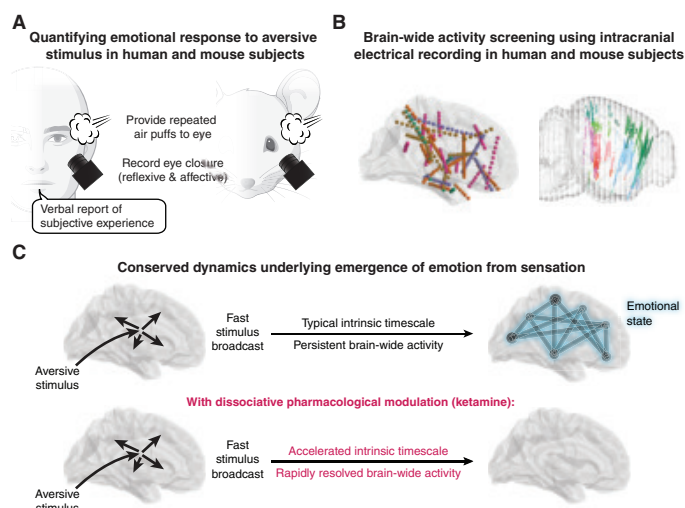 A
Quantifying emotional response to aversive
stimulus in human and mouse subjects
Provide repeated
air puffs to eye
Record eye closure
(reflexive & affective)
Verbal report of
subjective experience
B
Brain-wide activity screening using intracranial
electrical recording in human and mouse subjects
C
Conserved dynamics underlying emergence of emotion from sensation
Aversive
stimulus
Fast
stimulus
broadcast
Typical intrinsic timescale
Persistent brain-wide activity
Emotional
state
With dissociative pharmacological modulation (ketamine):
Aversive
stimulus
Fast
stimulus
broadcast
Accelerated intrinsic timescale
Rapidly resolved brain-wide activity